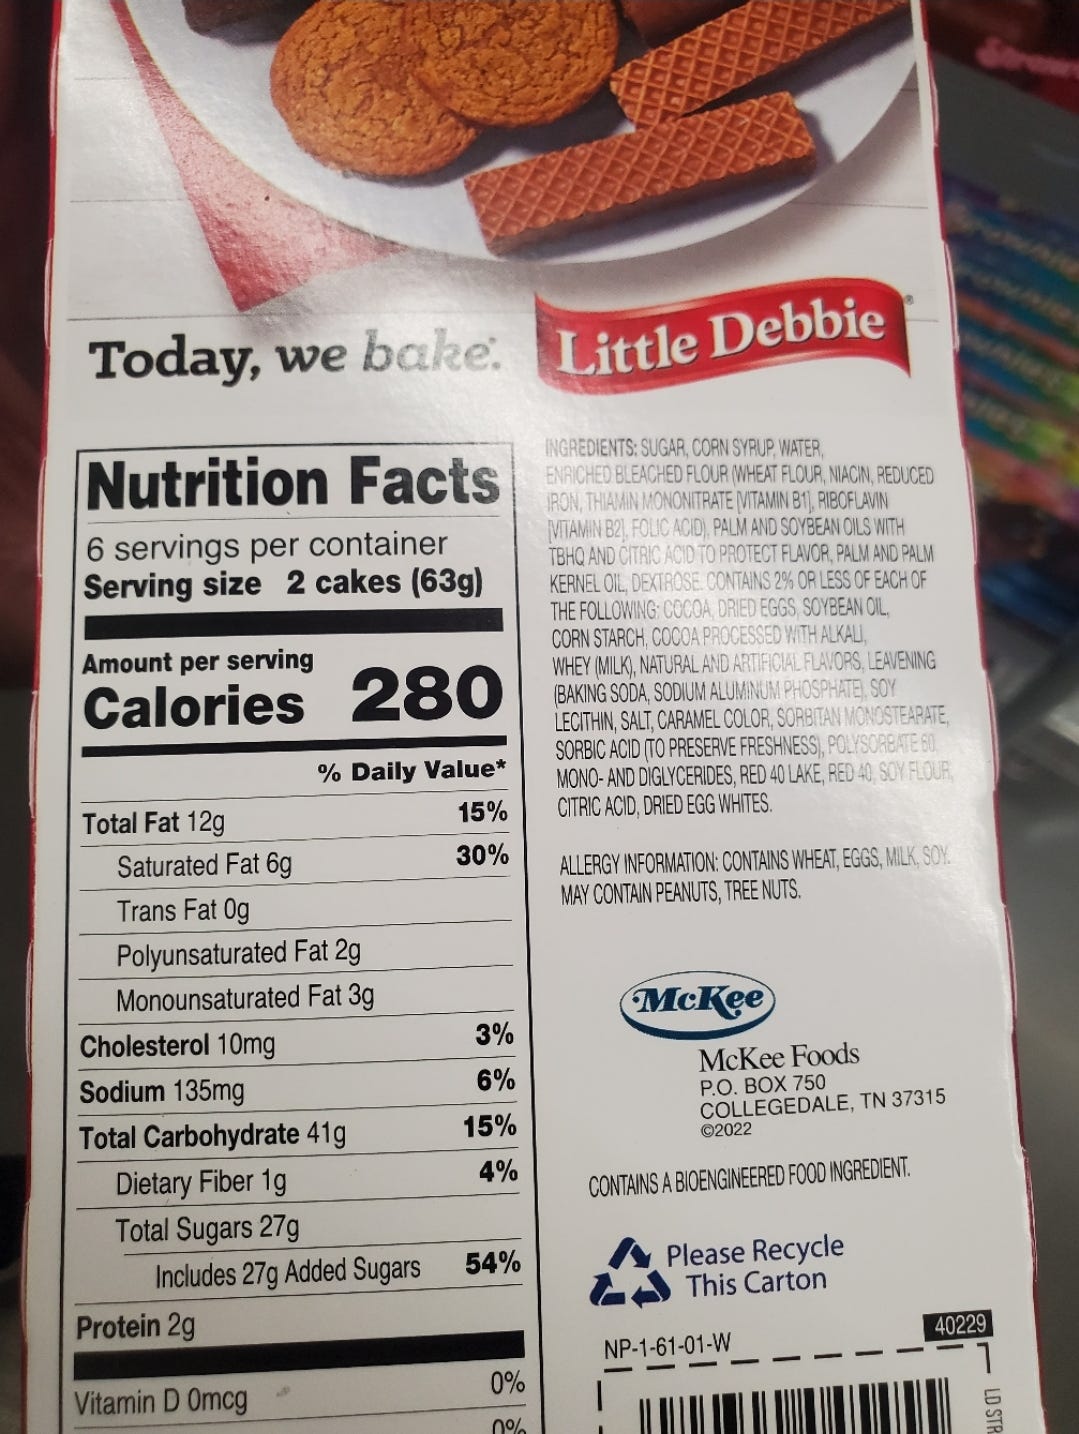 Today, we bake.
Little Debbie®
Nutrition Facts
6 servings per container
Serving size 2 cakes (63g)
Amount per serving
Calories 280
% Daily Value*
Total Fat 12g 15%
Saturated Fat 6g 30%
Trans Fat 0g
Polyunsaturated Fat 2g
Monounsaturated Fat 3g
Cholesterol 10mg 3%
Sodium 135mg 6%
Total Carbohydrate 41g 15%
Dietary Fiber 1g 4%
Total Sugars 27g
Includes 27g Added Sugars 54%
Protein 2g
Vitamin D 0mcg 0%
0%
INGREDIENTS: SUGAR, CORN SYRUP, WATER,
ENRICHED BLEACHED FLOUR (WHEAT FLOUR, NIACIN, REDUCED
IRON, THIAMIN MONONITRATE [VITAMIN B1], RIBOFLAVIN
[VITAMIN B2], FOLIC ACID), PALM AND SOYBEAN OILS WITH
TBHQ AND CITRIC ACID TO PROTECT FLAVOR, PALM AND PALM
KERNEL OIL, DEXTROSE. CONTAINS 2% OR LESS OF EACH OF
THE FOLLOWING: COCOA, DRIED EGGS, SOYBEAN OIL,
CORN STARCH, COCOA PROCESSED WITH ALKALI,
WHEY (MILK), NATURAL AND ARTIFICIAL FLAVORS, LEAVENING
(BAKING SODA, SODIUM ALUMINUM PHOSPHATE), SOY
LECITHIN, SALT, CARAMEL COLOR, SORBITAN MONOSTEARATE,
SORBIC ACID (TO PRESERVE FRESHNESS), POLYSORBATE 60,
MONO- AND DIGLYCERIDES, RED 40 LAKE, RED 40, SOY FLOUR,
CITRIC ACID, DRIED EGG WHITES.
ALLERGY INFORMATION: CONTAINS WHEAT, EGGS, MILK, SOY.
MAY CONTAIN PEANUTS, TREE NUTS.
McKee
McKee Foods
P.O. BOX 750
COLLEGEDALE, TN 37315
©2022
CONTAINS A BIOENGINEERED FOOD INGREDIENT.
Please Recycle
This Carton
NP-1-61-01-W
40229
LD STR